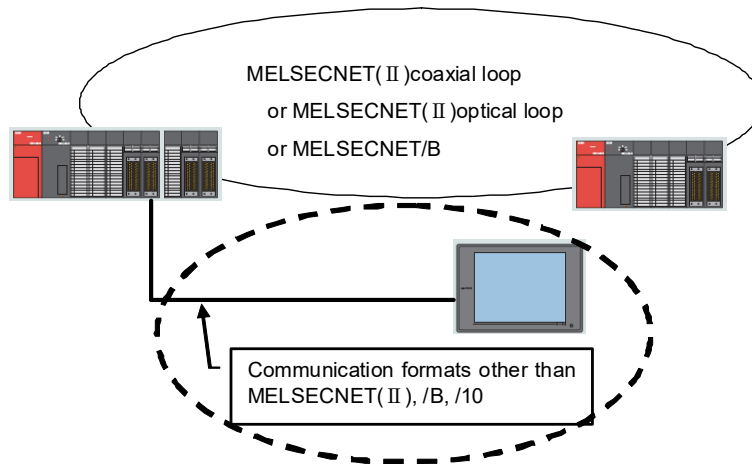 MELSECNET(Ⅱ)coaxial loop
or MELSECNET(Ⅱ)optical loop
or MELSECNET/B
Communication formats other than
MELSECNET(Ⅱ), /B, /10